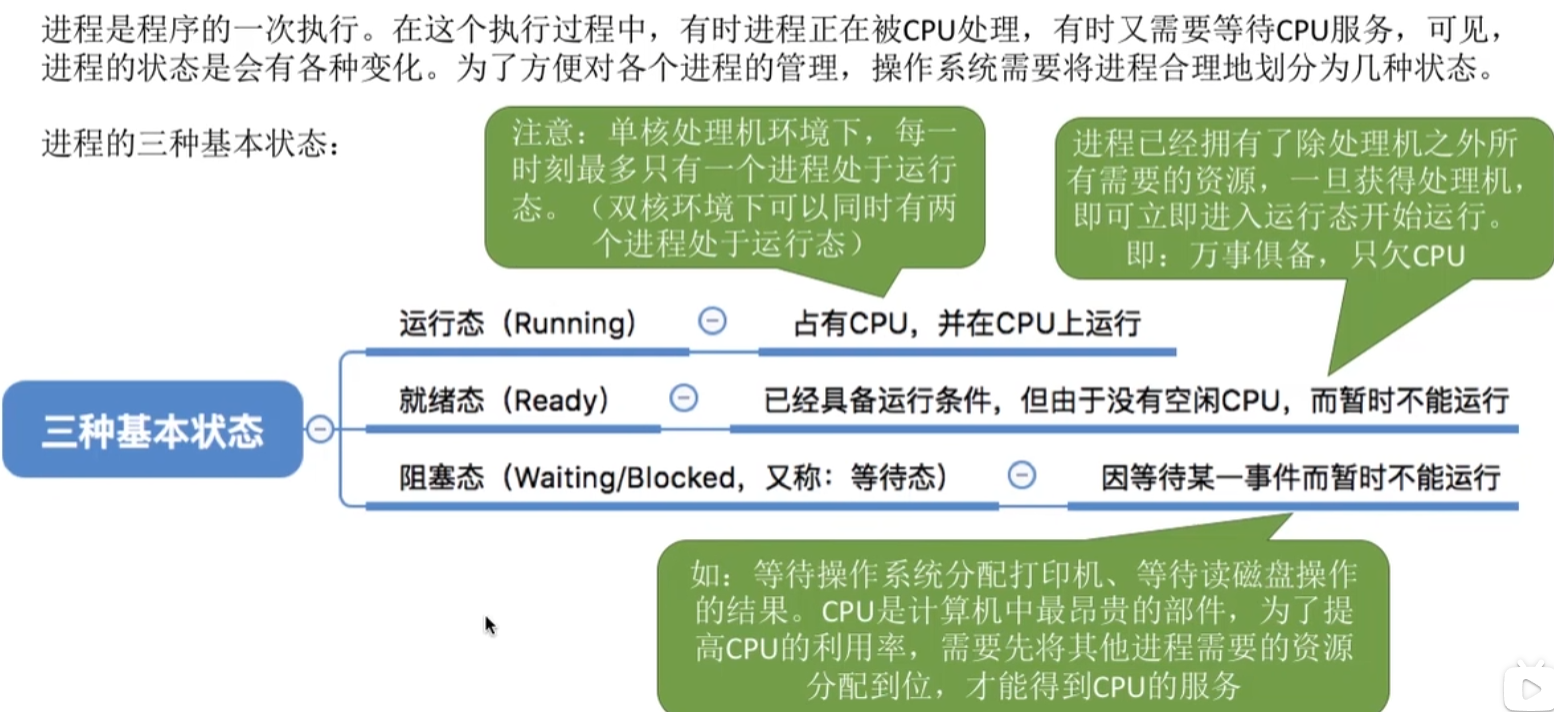 进程是程序的一次执行。在这个执行过程中，有时进程正在被CPU处理，有时又需要等待CPU服务，可见，
进程的状态是会有各种变化。为了方便对各个进程的管理，操作系统需要将进程合理地划分为几种状态。
进程的三种基本状态：
注意：单核处理机环境下，每一
时刻最多只有一个进程处于运行
态。（双核环境下可以同时有两
个进程处于运行态）
进程已经拥有了除处理机之外所
有需要的资源，一旦获得处理机，
即可立即进入运行态开始运行。
即：万事俱备，只欠CPU
三种基本状态
运行态（Running） 占有CPU，并在CPU上运行
就绪态（Ready） 已经具备运行条件，但由于没有空闲CPU，而暂时不能运行
阻塞态（Waiting/Blocked，又称：等待态） 因等待某一事件而暂时不能运行
如：等待操作系统分配打印机、等待读磁盘操作
的结果。CPU是计算机中最昂贵的部件，为了提
高CPU的利用率，需要先将其他进程需要的资源
分配到位，才能得到CPU的服务